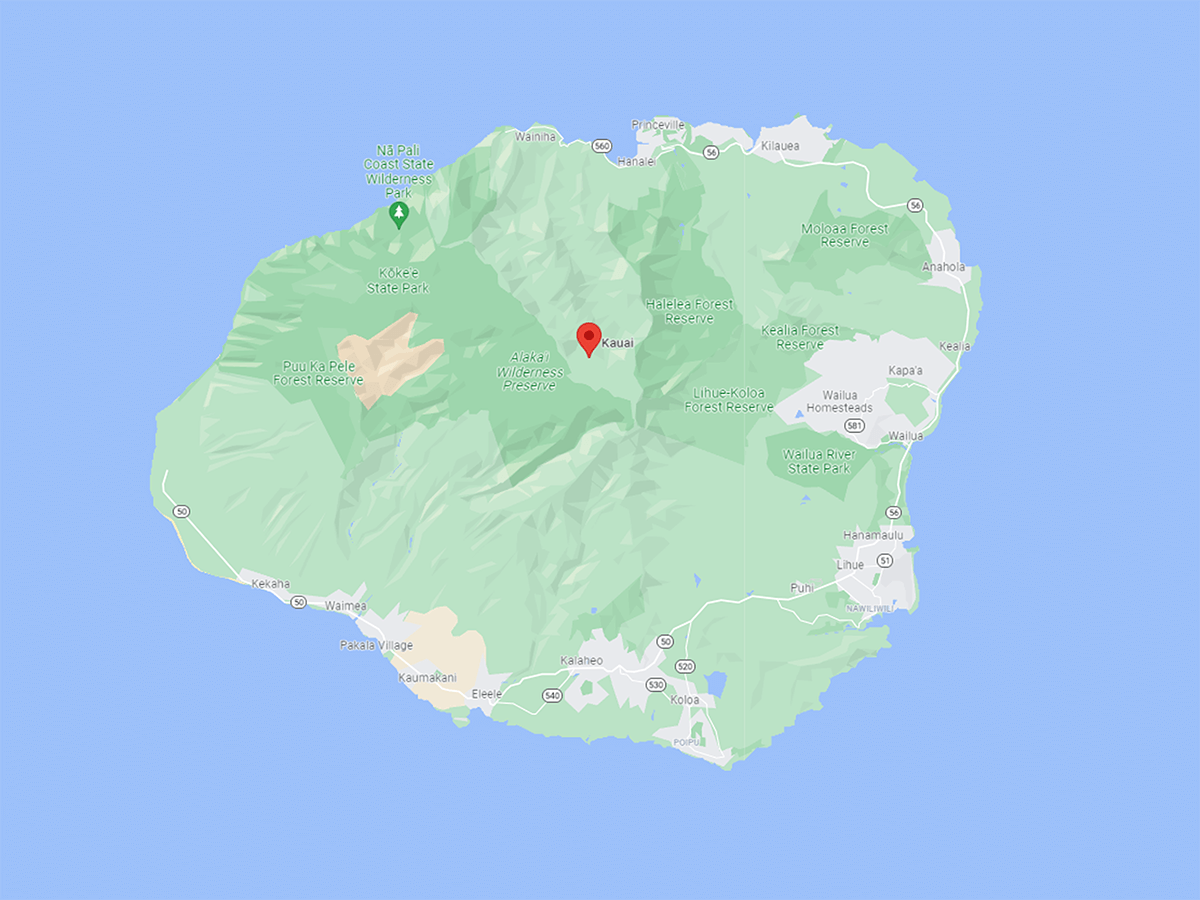 Princeville
Wainiha
560
56
Kilauea
Hanalei
Nā Pali
Coast State
Wilderness
Park
56
Moloaa Forest
Reserve
Anahola
Kōke'e
State Park
Halelea Forest
Reserve
Kealia Forest
Reserve
Kauai
Kealia
Alakai
Wilderness
Preserve
Puu Ka Pele
Forest Reserve
Kapa'a
Lihue-Koloa
Forest Reserve
Wailua
Homesteads
581
Wailua
Wailua River
State Park
50
56
Hanamaulu
51
Lihue
Kekaha
Puhi
50
Waimea
NAWILIWILI
Pakala Village
50
Kalaheo
520
Kaumakani
530
Eleele
540
Koloa
POIPU